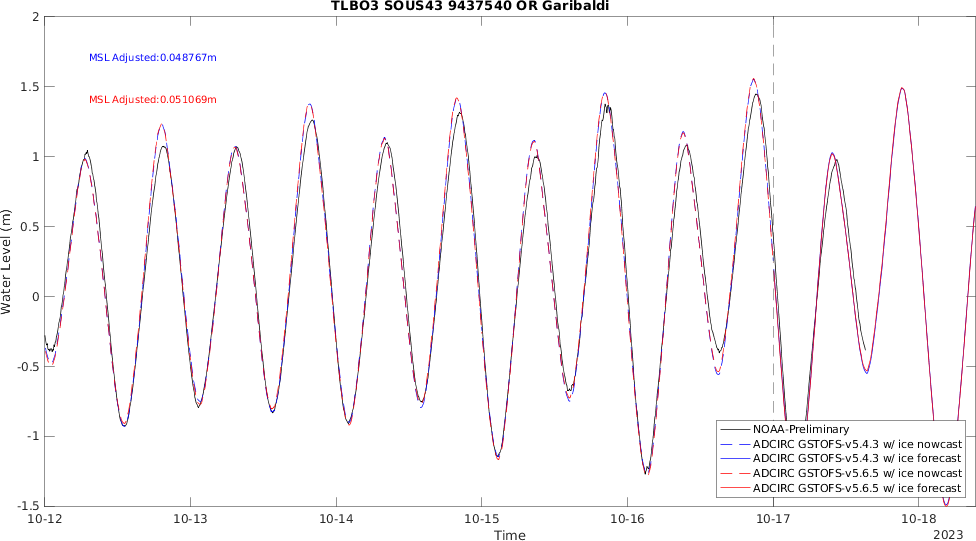 TLBO3 SOUS43 9437540 OR Garibaldi
MSL Adjusted:0.048767m
MSL Adjusted:0.051069m
Water Level (m)
2
1.5
1
0.5
0
-0.5
-1
-1.5
10-12
10-13
10-14
10-15
10-16
10-17
10-18
Time
2023
NOAA-Preliminary
ADCIRC GSTOFS-v5.4.3 w/ ice nowcast
ADCIRC GSTOFS-v5.4.3 w/ ice forecast
ADCIRC GSTOFS-v5.6.5 w/ ice nowcast
ADCIRC GSTOFS-v5.6.5 w/ ice forecast